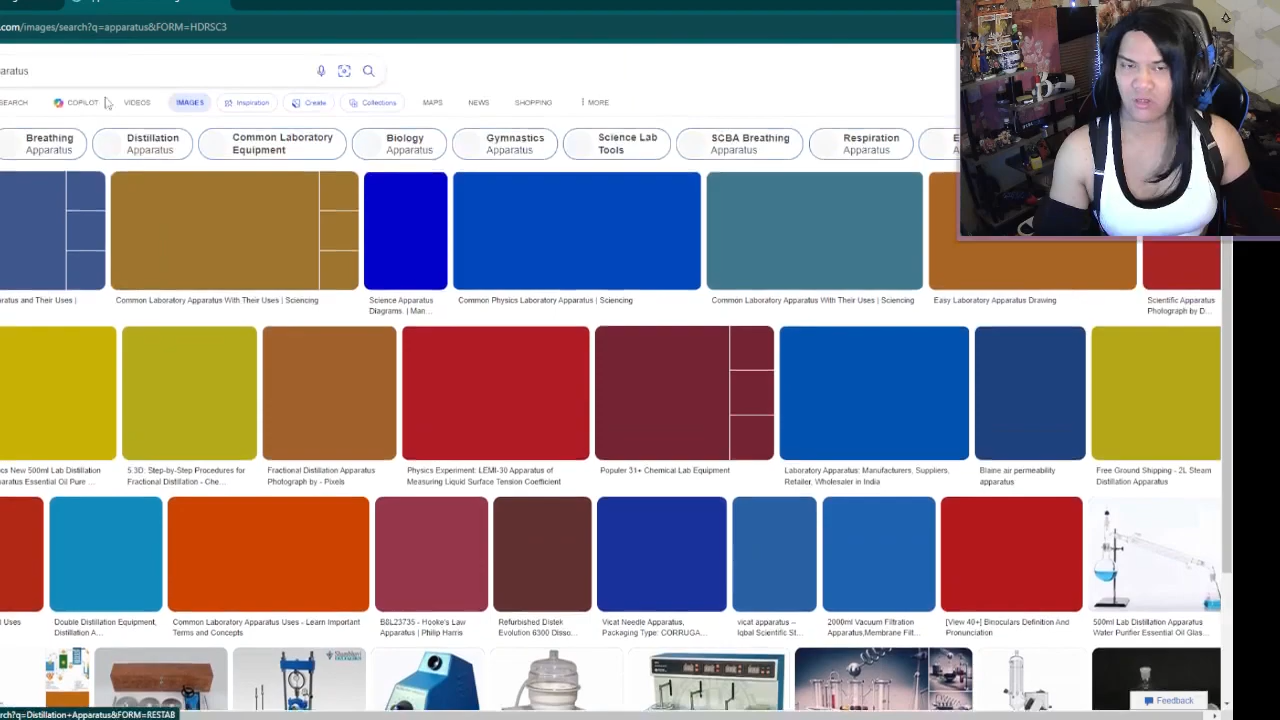 .com/images/search?q=apparatus&FORM=HDRSC3
aratus
SEARCH
COPILOT
VIDEOS
IMAGES
Inspiration
Create
Collections
MAPS
NEWS
SHOPPING
MORE
Breathing
Apparatus
Distillation
Apparatus
Common Laboratory
Equipment
Biology
Apparatus
Gymnastics
Apparatus
Science Lab
Tools
SCBA Breathing
Apparatus
Respiration
Apparatus
aratus and Their Uses |
Common Laboratory Apparatus With Their Uses | Sciencing
Science Apparatus
Diagrams. | Man...
Common Physics Laboratory Apparatus | Sciencing
Common Laboratory Apparatus With Their Uses | Sciencing
Easy Laboratory Apparatus Drawing
Scientific Apparatus
Photograph by D...
cs New 500ml Lab Distillation
aratus Essential Oil Pure ...
5.3D: Step-by-Step Procedures for
Fractional Distillation - Che...
Fractional Distillation Apparatus
Photograph by - Pixels
Physics Experiment: LEMI-30 Apparatus of
Measuring Liquid Surface Tension Coefficient
Populer 31+ Chemical Lab Equipment
Laboratory Apparatus: Manufacturers, Suppliers,
Retailer, Wholesaler in India
Blaine air permeability
apparatus
Free Ground Shipping - 2L Steam
Distillation Apparatus
Uses
Double Distillation Equipment,
Distillation A...
Common Laboratory Apparatus Uses - Learn Important
Terms and Concepts
B8L23735 - Hooke's Law
Apparatus | Philip Harris
Refurbished Distek
Evolution 6300 Disso...
Vicat Needle Apparatus,
Packaging Type: CORRUGA...
vicat apparatus –
Iqbal Scientific St...
2000ml Vacuum Filtration
Apparatus,Membrane Filt...
[View 40+] Binoculars Definition And
Pronunciation
500ml Lab Distillation Apparatus
Water Purifier Essential Oil Glas...
Feedback
rch?q=Distillation+Apparatus&FORM=RESTAB